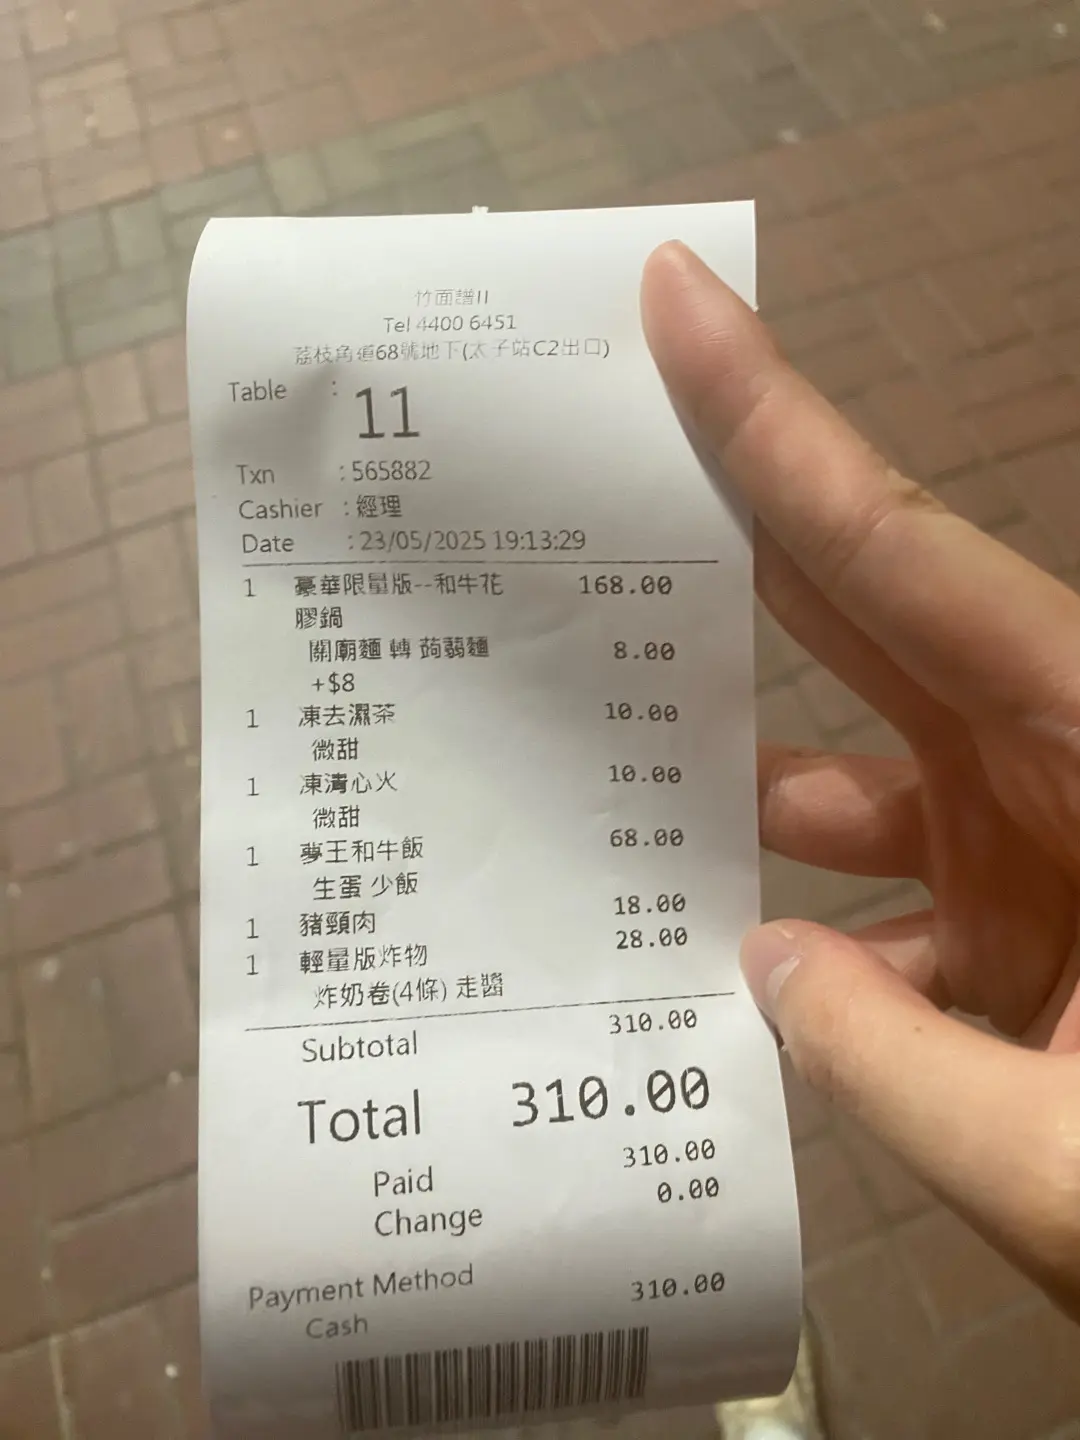 竹面譜II
Tel 4400 6451
荔枝角道68號地下(太子站C2出口)
Table : 11
Txn : 565882
Cashier : 經理
Date : 23/05/2025 19:13:29
1 豪華限量版--和牛花 168.00
膠鍋
關廟麵 轉 蒟蒻麵 8.00
+$8
1 凍去濕茶 10.00
微甜
1 凍清心火 10.00
微甜
1 夢王和牛飯 68.00
生蛋 少飯
1 豬頸肉 18.00
1 輕量版炸物 28.00
炸奶卷(4條) 走醬
Subtotal 310.00
Total 310.00
Paid 310.00
Change 0.00
Payment Method 310.00
Cash